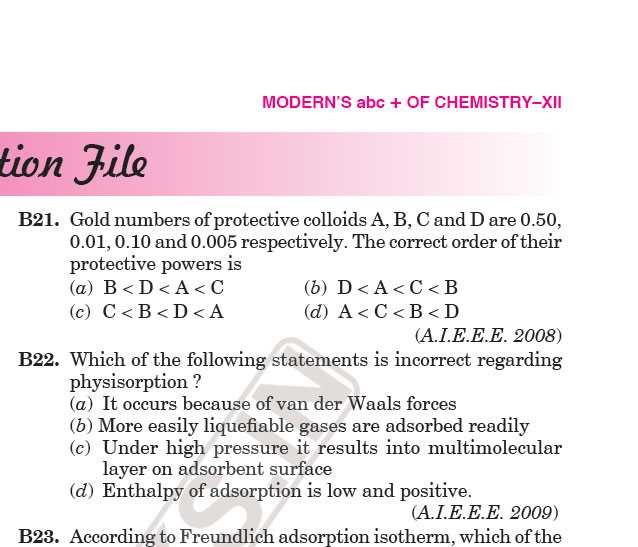 MODERN'S abc + OF CHEMISTRY–XII
tion File
B21. Gold numbers of protective colloids A, B, C and D are 0.50,
0.01, 0.10 and 0.005 respectively. The correct order of their
protective powers is
(a) B < D < A < C (b) D < A < C < B
(c) C < B < D < A (d) A < C < B < D
(A.I.E.E.E. 2008)
B22. Which of the following statements is incorrect regarding
physisorption ?
(a) It occurs because of van der Waals forces
(b) More easily liquefiable gases are adsorbed readily
(c) Under high pressure it results into multimolecular
layer on adsorbent surface
(d) Enthalpy of adsorption is low and positive.
(A.I.E.E.E. 2009)
B23. According to Freundlich adsorption isotherm, which of the
S.IN